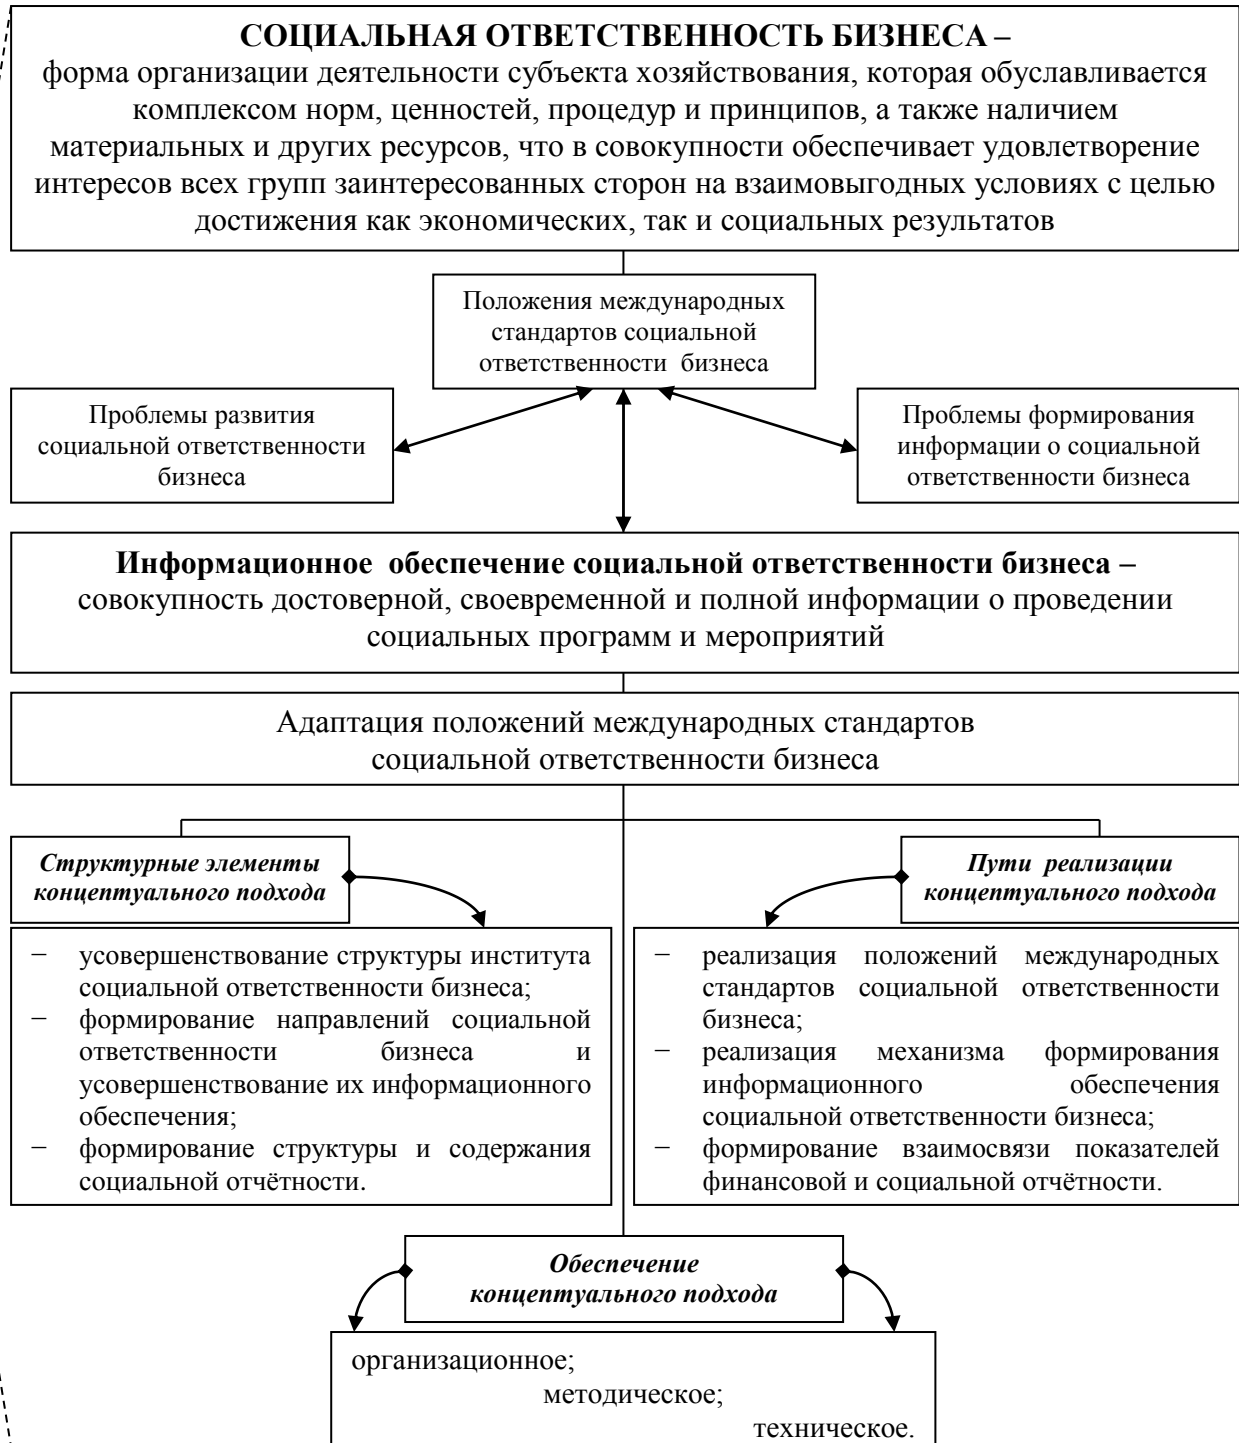 СОЦИАЛЬНАЯ ОТВЕТСТВЕННОСТЬ БИЗНЕСА –
форма организации деятельности субъекта хозяйствования, которая обуславливается
комплексом норм, ценностей, процедур и принципов, а также наличием
материальных и других ресурсов, что в совокупности обеспечивает удовлетворение
интересов всех групп заинтересованных сторон на взаимовыгодных условиях с целью
достижения как экономических, так и социальных результатов
Положения международных
стандартов социальной
ответственности бизнеса
Проблемы развития
социальной ответственности
бизнеса
Проблемы формирования
информации о социальной
ответственности бизнеса
Информационное обеспечение социальной ответственности бизнеса –
совокупность достоверной, своевременной и полной информации о проведении
социальных программ и мероприятий
Адаптация положений международных стандартов
социальной ответственности бизнеса
Структурные элементы
концептуального подхода
Пути реализации
концептуального подхода
– усовершенствование структуры института
социальной ответственности бизнеса;
– формирование направлений социальной
ответственности бизнеса и
усовершенствование их информационного
обеспечения;
– формирование структуры и содержания
социальной отчётности.
– реализация положений международных
стандартов социальной ответственности
бизнеса;
– реализация механизма формирования
информационного обеспечения
социальной ответственности бизнеса;
– формирование взаимосвязи показателей
финансовой и социальной отчётности.
Обеспечение
концептуального подхода
организационное;
методическое;
техническое.